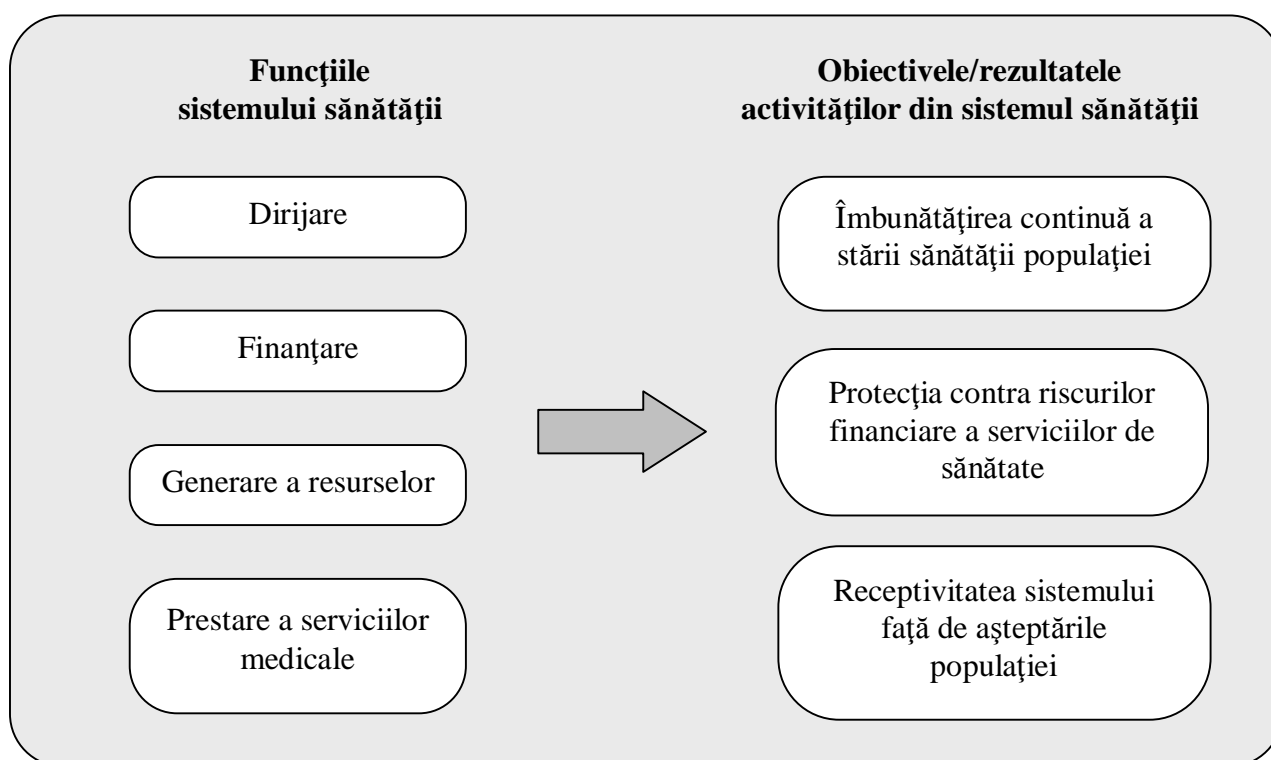 Funcţiile
sistemului sănătăţii
Dirijare
Finanţare
Generare a resurselor
Prestare a serviciilor
medicale
Obiectivele/rezultatele
activităţilor din sistemul sănătăţii
Îmbunătăţirea continuă a
stării sănătăţii populaţiei
Protecţia contra riscurilor
financiare a serviciilor de
sănătate
Receptivitatea sistemului
faţă de aşteptările
populaţiei